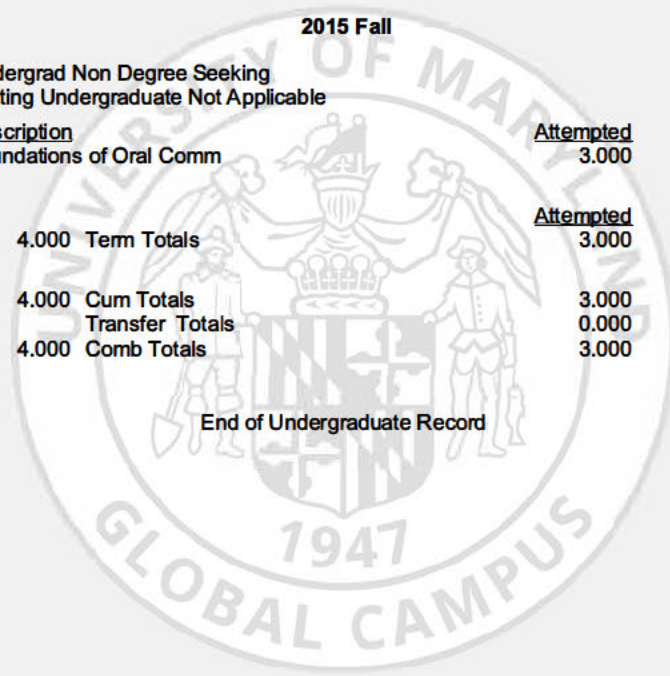 2015 Fall
dergrad Non Degree Seeking
ting Undergraduate Not Applicable
scription Attempted
undations of Oral Comm 3.000
Attempted
4.000 Term Totals 3.000
4.000 Cum Totals 3.000
Transfer Totals 0.000
4.000 Comb Totals 3.000
End of Undergraduate Record
UNIVERSITY OF MARYLAND
1947
GLOBAL CAMPUS